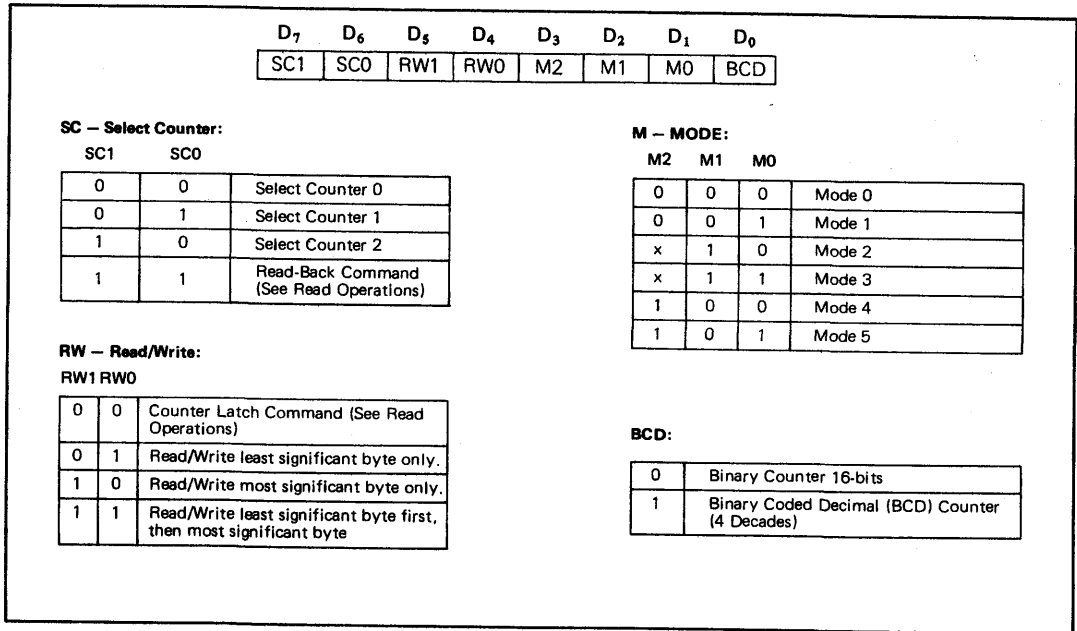 D7 D6 D5 D4 D3 D2 D1 D0
SC1 SC0 RW1 RW0 M2 M1 M0 BCD
SC — Select Counter:
SC1 SC0
0 0 Select Counter 0
0 1 Select Counter 1
1 0 Select Counter 2
1 1 Read-Back Command
(See Read Operations)
RW — Read/Write:
RW1 RW0
0 0 Counter Latch Command (See Read
Operations)
0 1 Read/Write least significant byte only.
1 0 Read/Write most significant byte only.
1 1 Read/Write least significant byte first,
then most significant byte
M — MODE:
M2 M1 M0
0 0 0 Mode 0
0 0 1 Mode 1
x 1 0 Mode 2
x 1 1 Mode 3
1 0 0 Mode 4
1 0 1 Mode 5
BCD:
0 Binary Counter 16-bits
1 Binary Coded Decimal (BCD) Counter
(4 Decades)